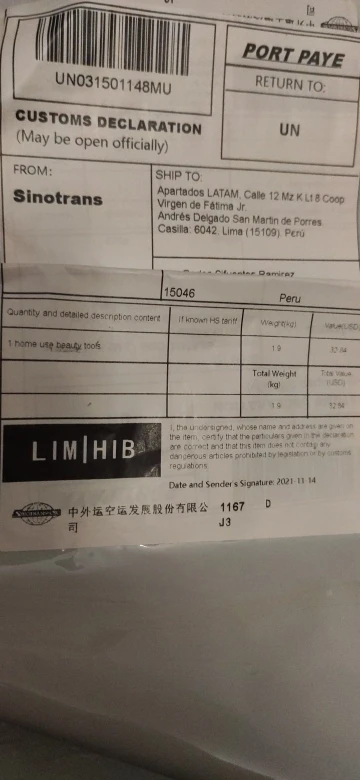 UN031501148MU
PORT PAYE
RETURN TO:
UN
CUSTOMS DECLARATION
(May be open officially)
FROM:
Sinotrans
SHIP TO:
Apartados LATAM, Calle 12 Mz K Lt 8 Coop
Virgen de Fátima Jr.
Andrés Delgado San Martin de Porres
Casilla: 6042, Lima (15109) Perú
Ramirez
15046 Peru
Quantity and detailed description content If known HS tariff Weight(kg) Value(USD)
1 home use beauty tools 1.9
Total Weight Total Value
(kg) (USD)
1.9
LIM|HIB
I, the undersigned, whose name and address are given on
the item, certify that the particulars given in the declaration
are correct and that this item does not contain any
dangerous articles prohibited by legislation or by customs
regulations
Date and Sender's Signature: 2021-11-14
中外运空运发展股份有限公 1167 D
司 J3